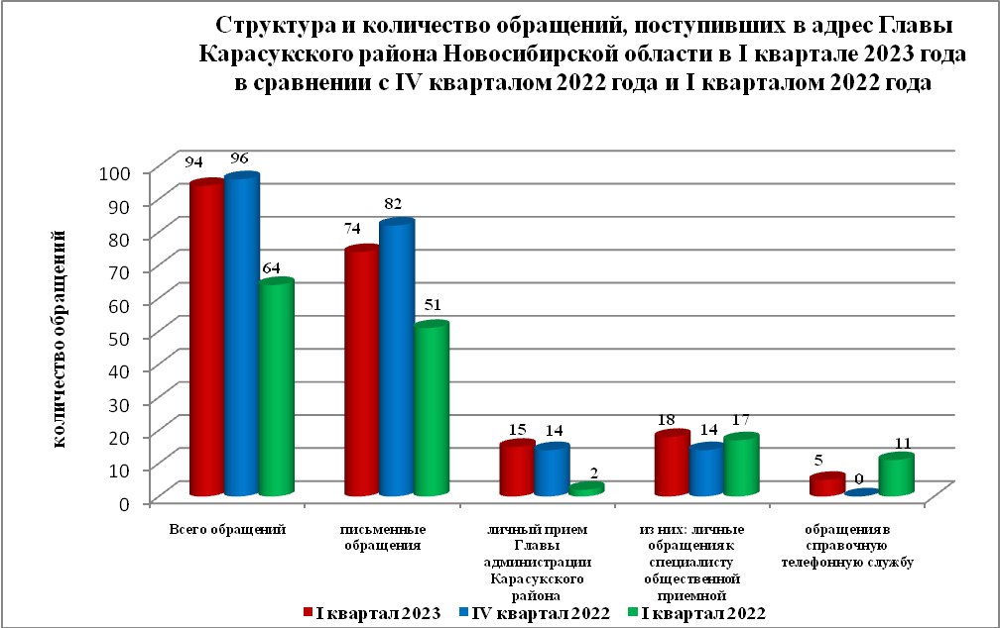 Структура и количество обращений, поступивших в адрес Главы
Карасукского района Новосибирской области в I квартале 2023 года
в сравнении с IV кварталом 2022 года и I кварталом 2022 года
количество обращений
100
90
80
70
60
50
40
30
20
10
0
94
96
64
74
82
51
15
14
2
18
14
17
5
0
11
Всего обращений
письменные
обращения
личный прием
Главы
администрации
Карасукского
района
из них: личные
обращения к
специалисту
общественной
приемной
обращения в
справочную
телефонную службу
I квартал 2023
IV квартал 2022
I квартал 2022